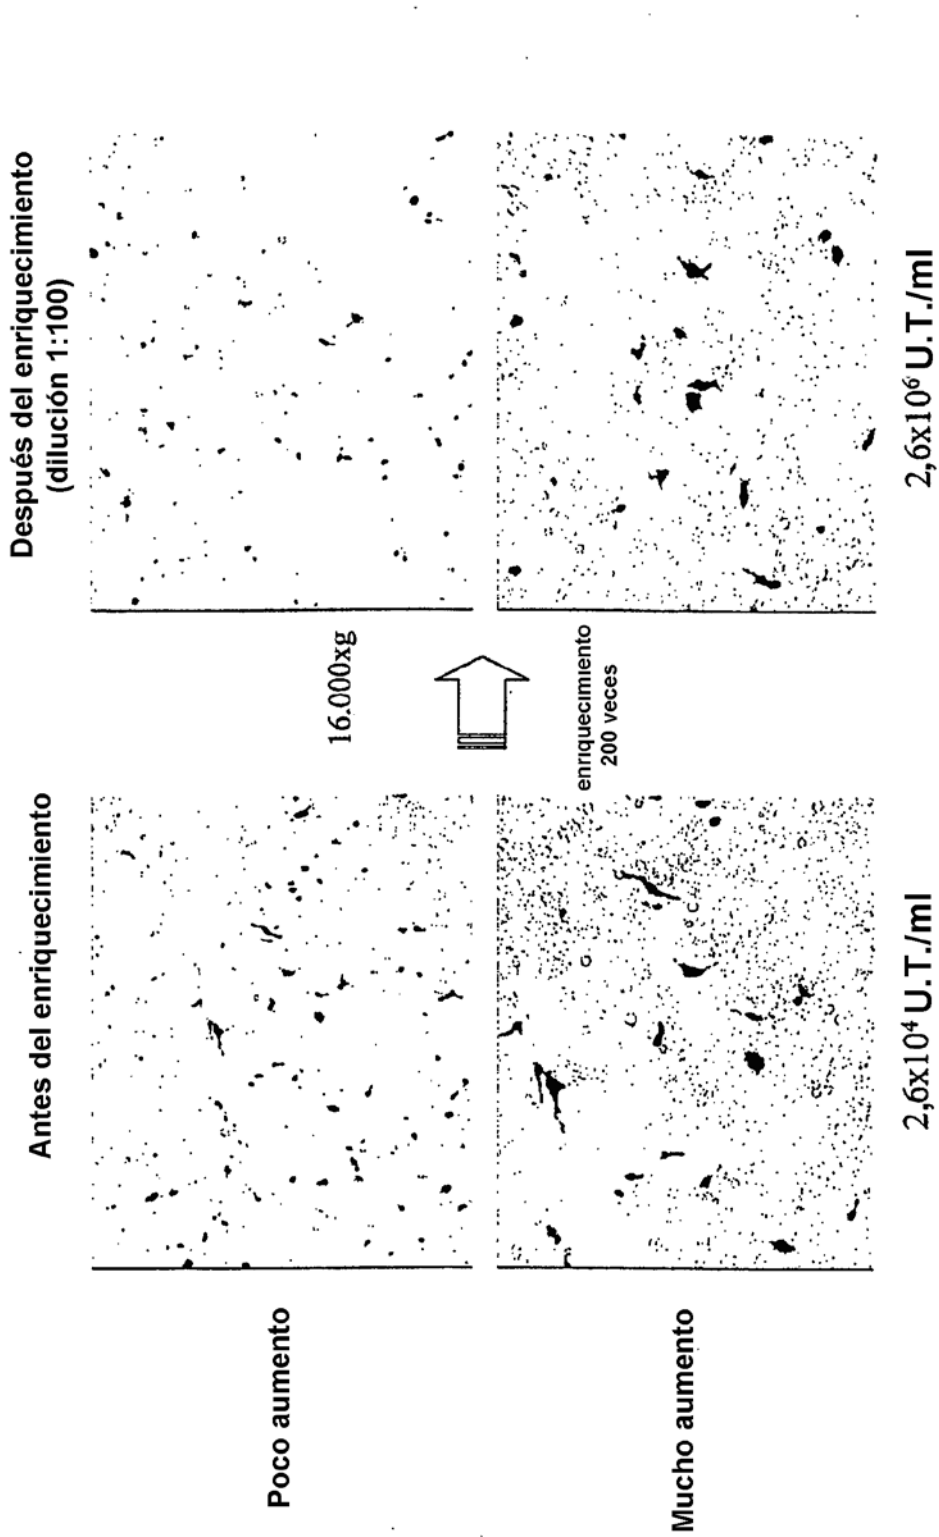 Antes del enriquecimiento
Después del enriquecimiento
(dilución 1:100)
Poco aumento
16.000xg
enriquecimiento
200 veces
Mucho aumento
2,6x10⁴ U.T./ml
2,6x10⁶ U.T./ml